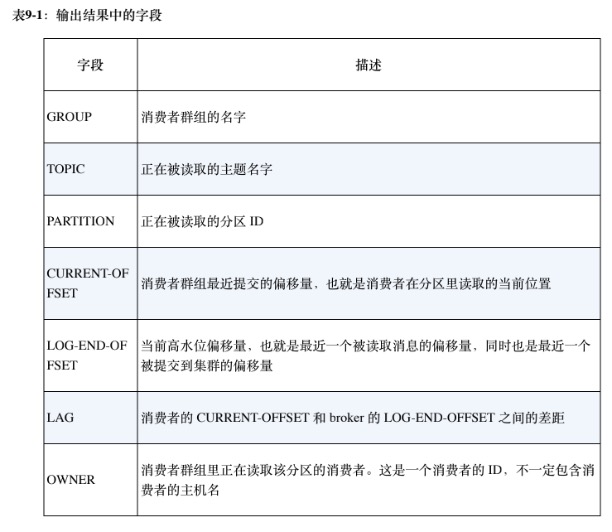 表9-1：输出结果中的字段
字段 描述
GROUP 消费者群组的名字
TOPIC 正在被读取的主题名字
PARTITION 正在被读取的分区 ID
CURRENT-OF
FSET
消费者群组最近提交的偏移量，也就是消费者在分区里读取的当前位置
LOG-END-OF
FSET
当前高水位偏移量，也就是最近一个被读取消息的偏移量，同时也是最近一个
被提交到集群的偏移量
LAG 消费者的 CURRENT-OFFSET 和 broker 的 LOG-END-OFFSET 之间的差距
OWNER
消费者群组里正在读取该分区的消费者。这是一个消费者的 ID，不一定包含消
费者的主机名